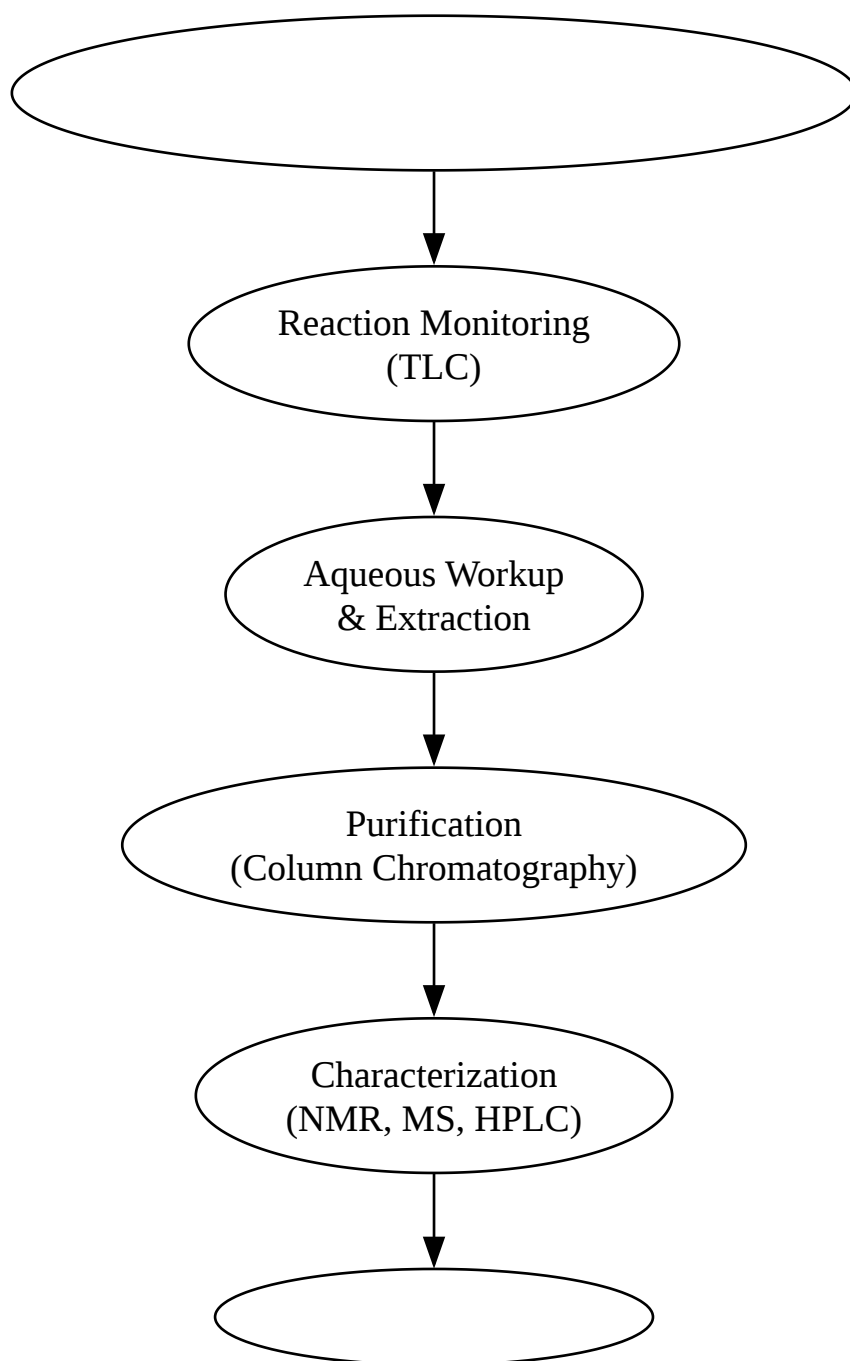 Reaction Monitoring
(TLC)
Aqueous Workup
& Extraction
Purification
(Column Chromatography)
Characterization
(NMR, MS, HPLC)